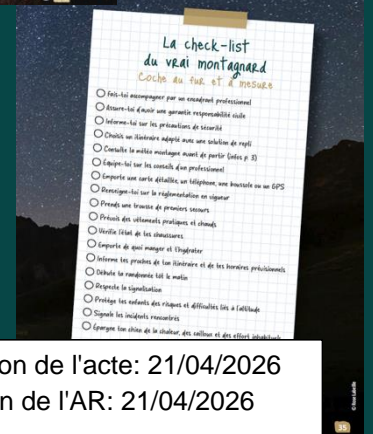 La check-list
du vrai montagnard
Coche au fur et à mesure
Fais-toi accompagner par un encadrant professionnel
Assure-toi d'avoir une garantie responsabilité civile
Informe-toi sur les précautions de sécurité
Choisis un itinéraire adapté avec une solution de repli
Consulte la météo montagne avant de partir (infos p. 3)
Équipe-toi sur les conseils d'un professionnel
Emporte une carte détaillée, un téléphone, une boussole ou un GPS
Renseigne-toi sur la réglementation en vigueur
Prends une trousse de premiers secours
Prévois des vêtements pratiques et chauds
Vérifie l'état de tes chaussures
Emporte de quoi manger et t'hydrater
Informe tes proches de ton itinéraire et de tes horaires prévisionnels
Débute ta randonnée tôt le matin
Respecte la signalisation
Protège tes enfants des risques et difficultés liés à l'altitude
Signale les incidents rencontrés
Épargne ton chien de la chaleur, des cailloux et des effort inhabituels
on de l'acte: 21/04/2026
n de l'AR: 21/04/2026
35